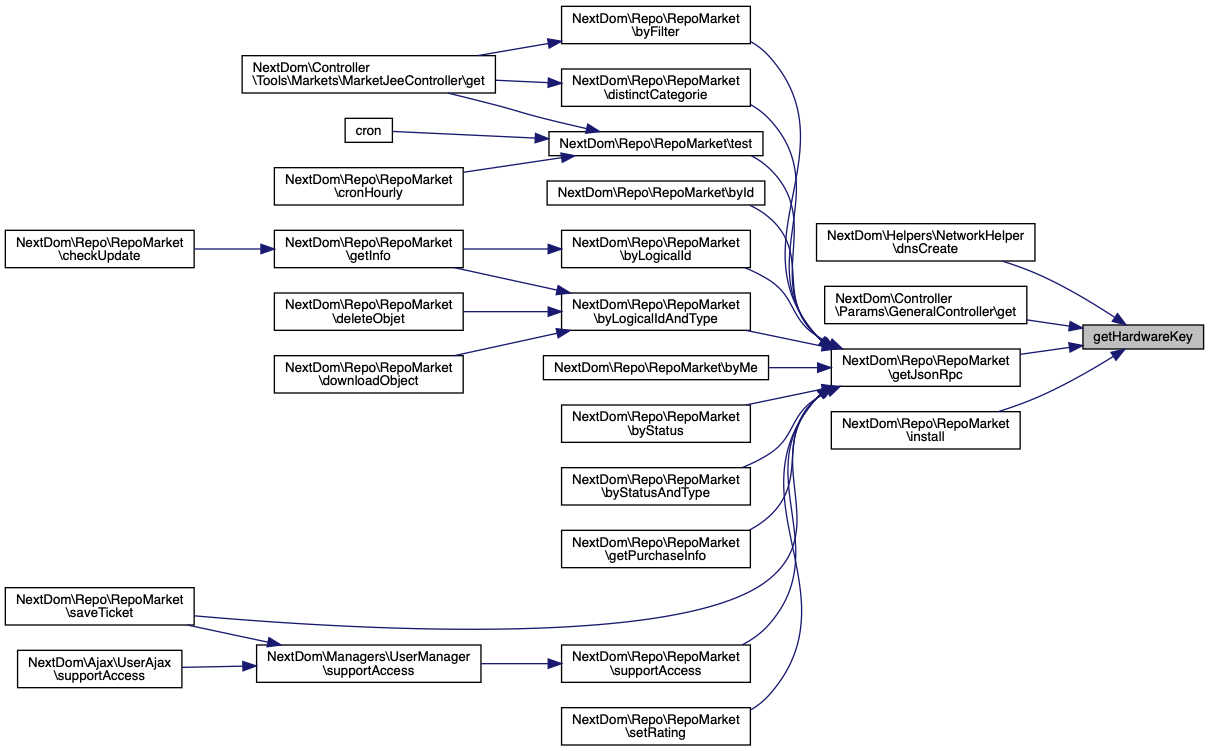 NextDom\Repo\RepoMarket
\byFilter
NextDom\Controller
\Tools\Markets\MarketJeeController\get
NextDom\Repo\RepoMarket
\distinctCategorie
cron
NextDom\Repo\RepoMarket\test
NextDom\Repo\RepoMarket
\cronHourly
NextDom\Repo\RepoMarket\byId
NextDom\Helpers\NetworkHelper
\dnsCreate
NextDom\Repo\RepoMarket
\checkUpdate
NextDom\Repo\RepoMarket
\getInfo
NextDom\Repo\RepoMarket
\byLogicalId
NextDom\Controller
\Params\GeneralController\get
NextDom\Repo\RepoMarket
\deleteObjet
NextDom\Repo\RepoMarket
\byLogicalIdAndType
getHardwareKey
NextDom\Repo\RepoMarket
\downloadObject
NextDom\Repo\RepoMarket\byMe
NextDom\Repo\RepoMarket
\getJsonRpc
NextDom\Repo\RepoMarket
\byStatus
NextDom\Repo\RepoMarket
\install
NextDom\Repo\RepoMarket
\byStatusAndType
NextDom\Repo\RepoMarket
\getPurchaseInfo
NextDom\Repo\RepoMarket
\saveTicket
NextDom\Ajax\UserAjax
\supportAccess
NextDom\Managers\UserManager
\supportAccess
NextDom\Repo\RepoMarket
\supportAccess
NextDom\Repo\RepoMarket
\setRating